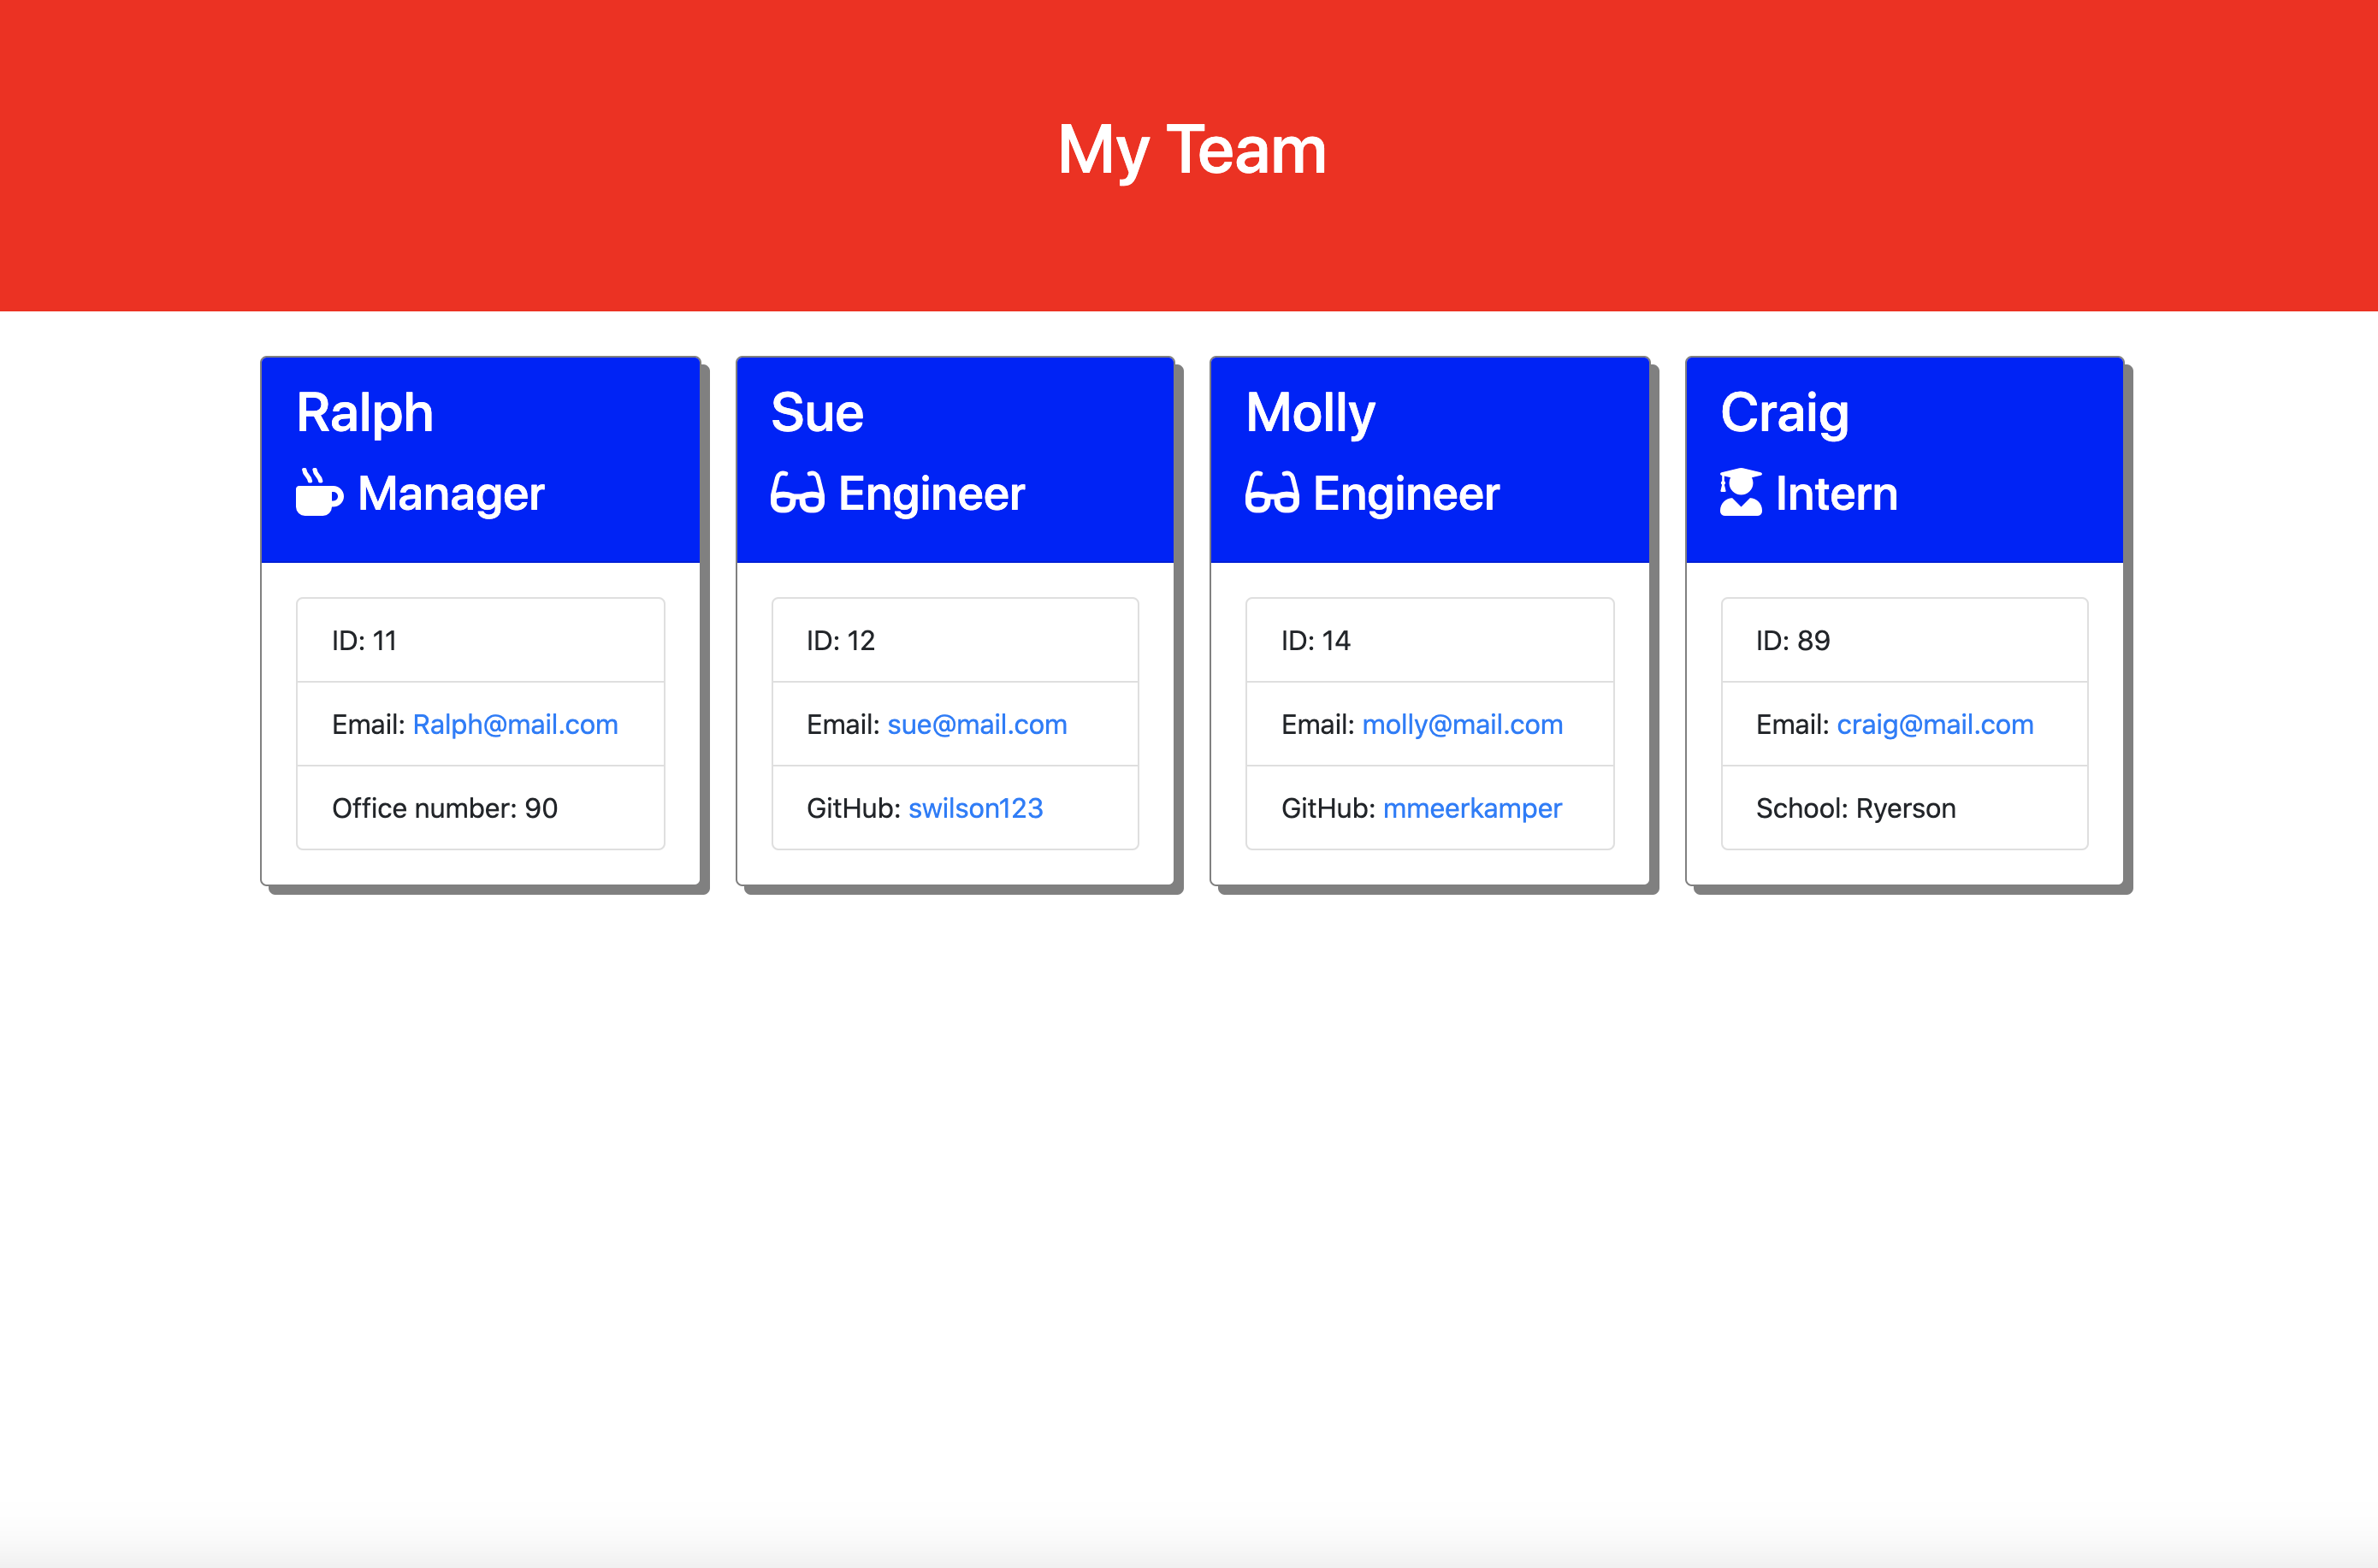 My Team
Ralph
Manager
ID: 11
Email: Ralph@mail.com
Office number: 90
Sue
Engineer
ID: 12
Email: sue@mail.com
GitHub: swilson123
Molly
Engineer
ID: 14
Email: molly@mail.com
GitHub: mmeerkamper
Craig
Intern
ID: 89
Email: craig@mail.com
School: Ryerson